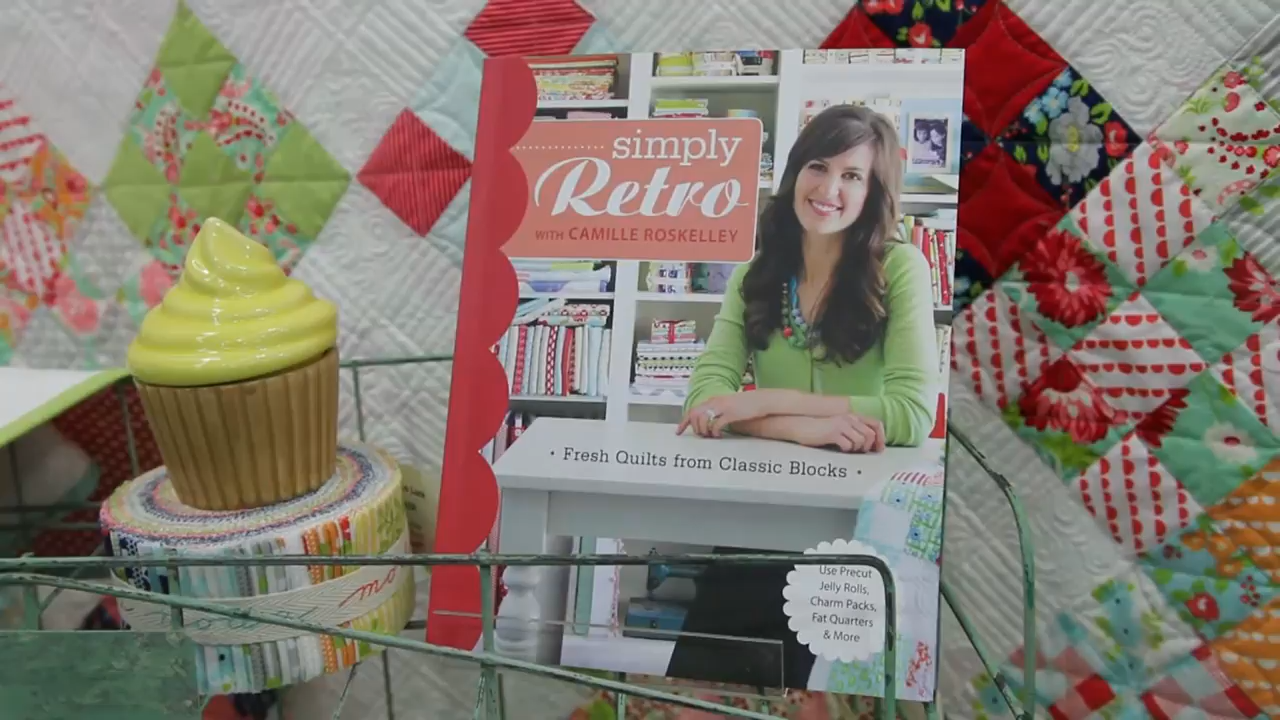 simply
Retro
WITH CAMILLE ROSKELLEY
· Fresh Quilts from Classic Blocks ·
Use Precut
Jelly Rolls,
Charm Packs,
Fat Quarters
& More